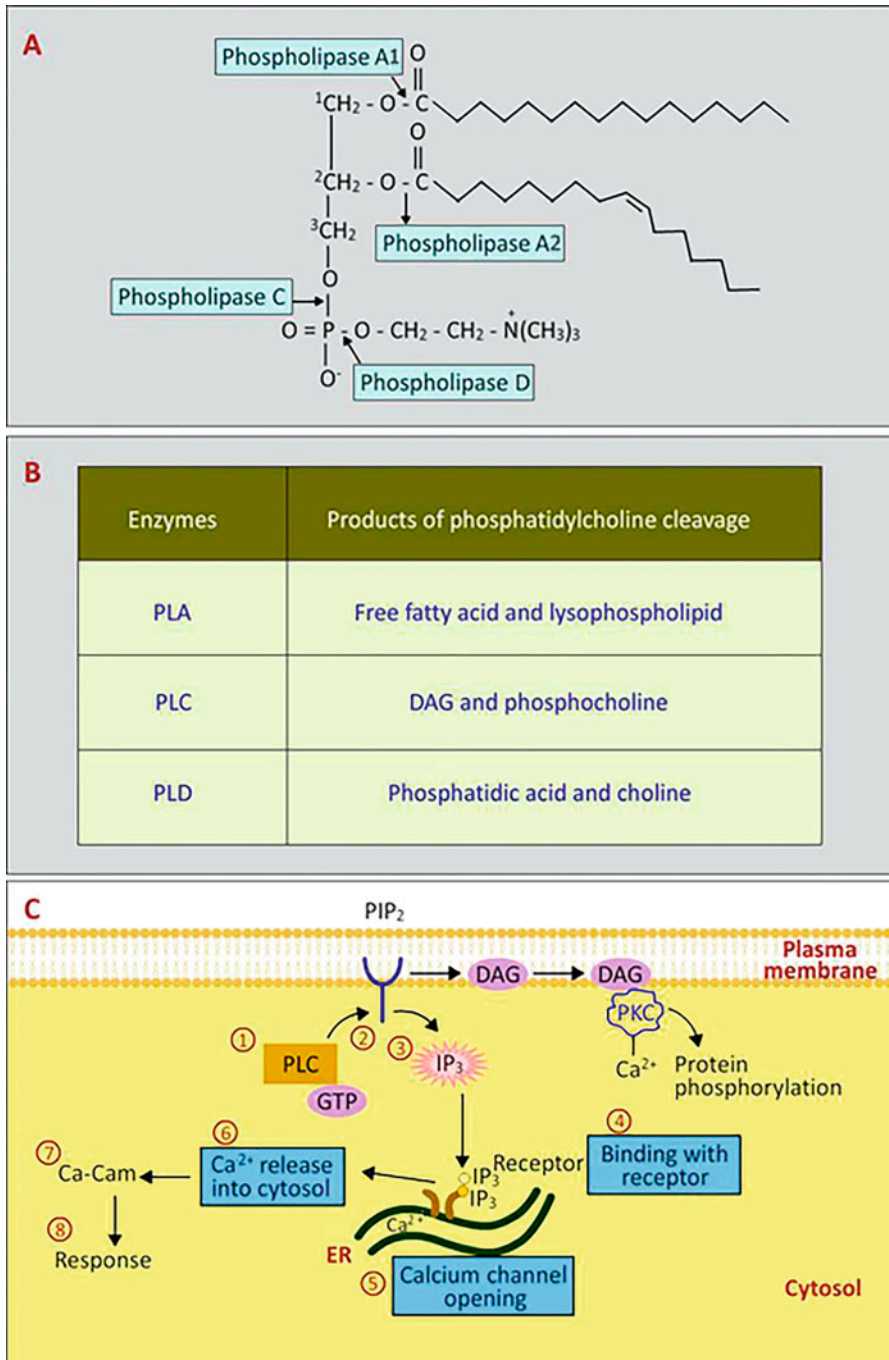 A
Phospholipase A1
O
¹CH₂ - O - C
O
²CH₂ - O - C
³CH₂
Phospholipase A2
O
Phospholipase C
O = P - O - CH₂ - CH₂ - N⁺(CH₃)₃
O⁻
Phospholipase D
B
Enzymes
Products of phosphatidylcholine cleavage
PLA
Free fatty acid and lysophospholipid
PLC
DAG and phosphocholine
PLD
Phosphatidic acid and choline
C
PIP₂
Plasma
membrane
DAG
DAG
PKC
Ca²⁺
Protein
phosphorylation
①
②
③
PLC
GTP
IP₃
④
Binding with
receptor
IP₃ Receptor
IP₃
Ca²⁺
ER
⑤
Calcium channel
opening
⑥
Ca²⁺ release
into cytosol
⑦
Ca-Cam
⑧
Response
Cytosol